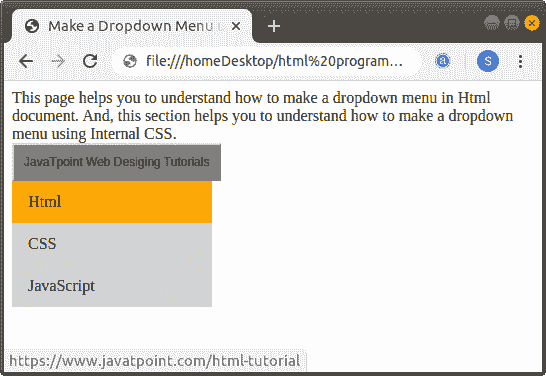 Make a Dropdown Menu u
file:///homeDesktop/html%20program…
a
S
This page helps you to understand how to make a dropdown menu in Html
document. And, this section helps you to understand how to make a dropdown
menu using Internal CSS.
JavaTpoint Web Desiging Tutorials
Html
CSS
JavaScript
https://www.javatpoint.com/html-tutorial